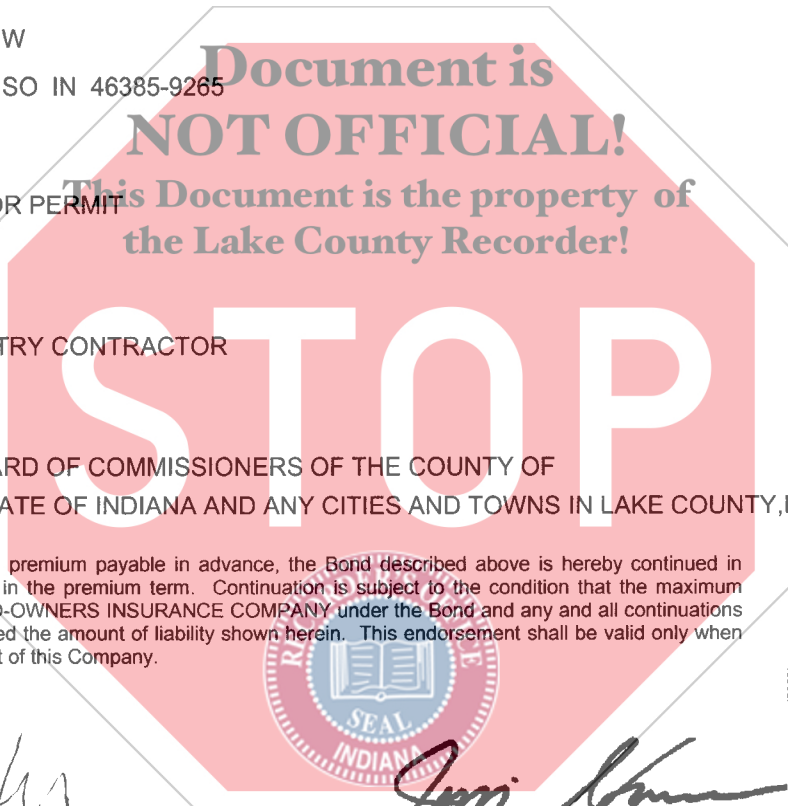 W
Document is
SO IN 46385-9265
NOT OFFICIAL!
This Document is the property of
OR PERMIT
the Lake County Recorder!
STOP
TRY CONTRACTOR
ARD OF COMMISSIONERS OF THE COUNTY OF
ATE OF INDIANA AND ANY CITIES AND TOWNS IN LAKE COUNTY,
premium payable in advance, the Bond described above is hereby continued in
in the premium term. Continuation is subject to the condition that the maximum
O-OWNERS INSURANCE COMPANY under the Bond and any and all continuations
ed the amount of liability shown herein. This endorsement shall be valid only when
t of this Company.
RECORDER'S OFFICE
SEAL
INDIANA